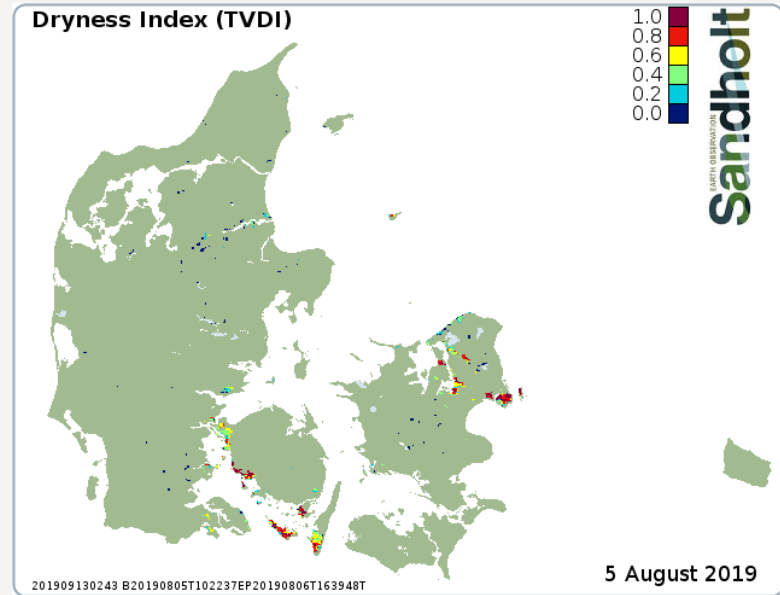 Dryness Index (TVDI)
1.0
0.8
0.6
0.4
0.2
0.0
EARTH OBSERVATION
Sandholt
5 August 2019
201909130243 B20190805T102237EP20190806T163948T